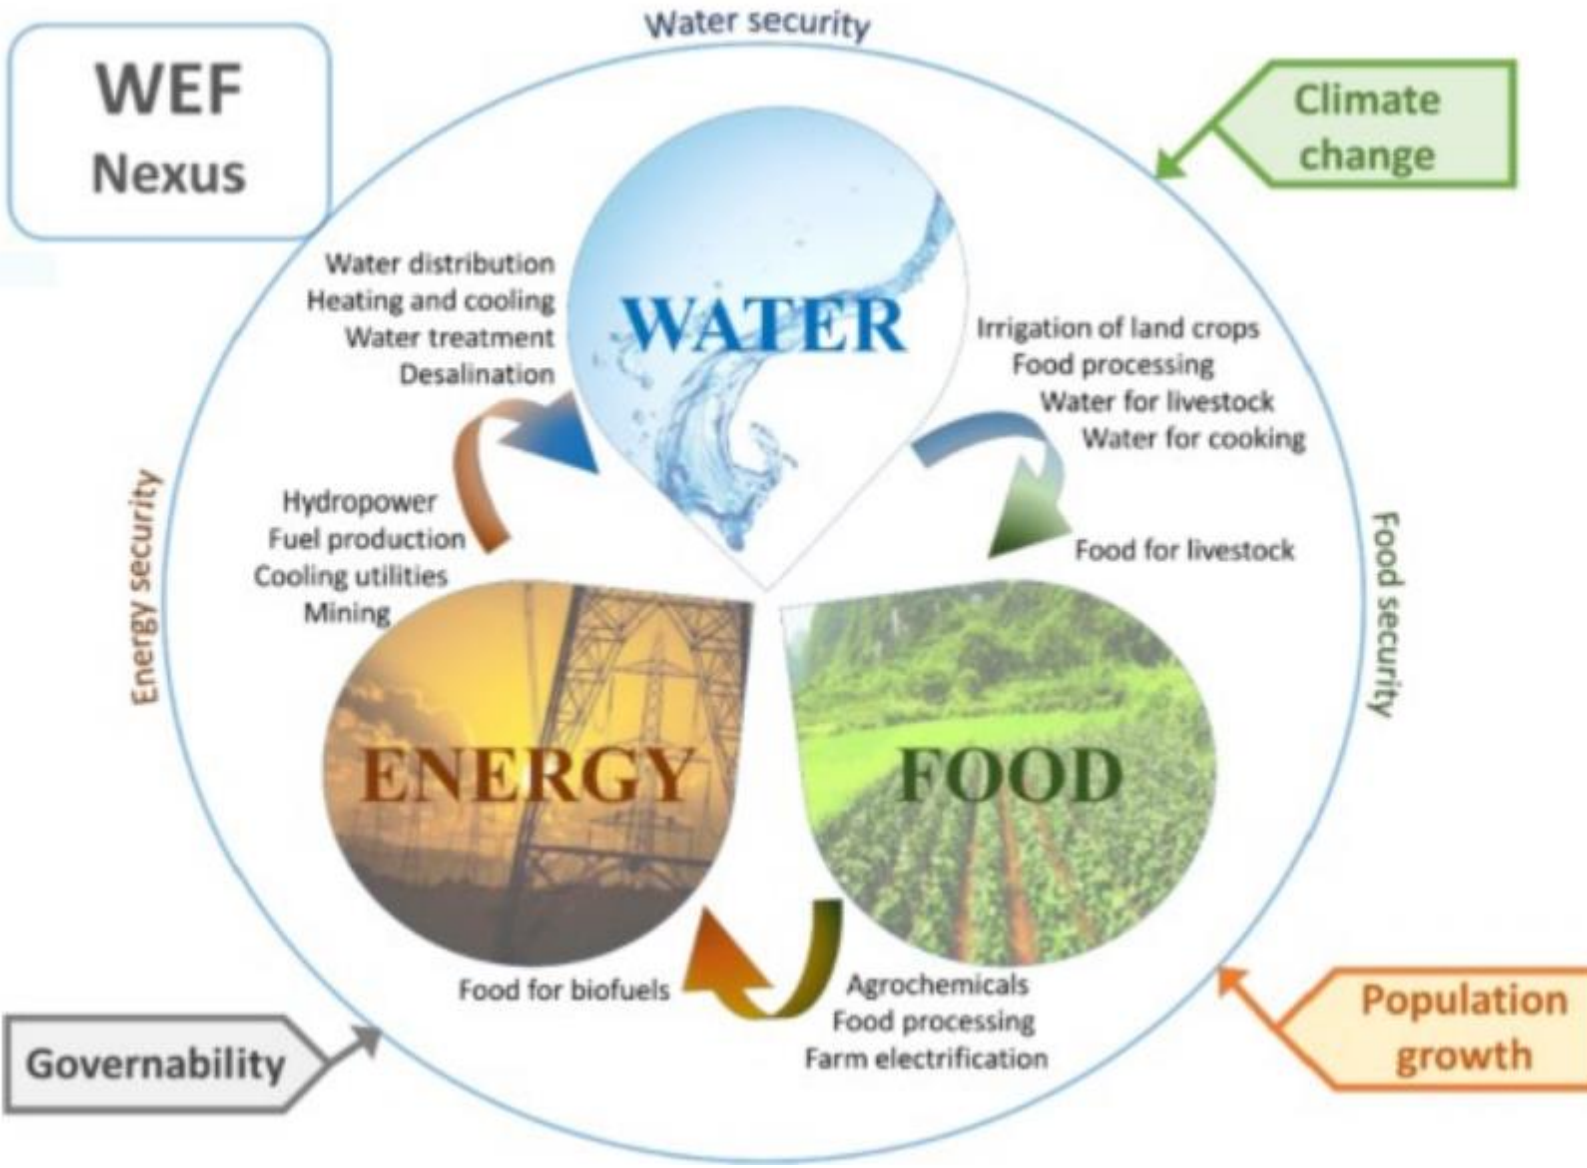 Water security
WEF
Nexus
Climate
change
Water distribution
Heating and cooling
Water treatment
Desalination
WATER
Irrigation of land crops
Food processing
Water for livestock
Water for cooking
Energy security
Hydropower
Fuel production
Cooling utilities
Mining
Food for livestock
Food security
ENERGY
FOOD
Food for biofuels
Agrochemicals
Food processing
Farm electrification
Governability
Population
growth